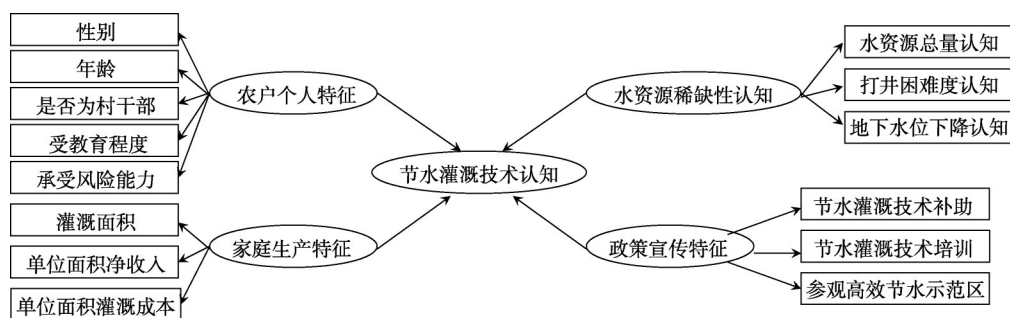 性别
年龄
是否为村干部
受教育程度
承受风险能力
农户个人特征
灌溉面积
单位面积净收入
单位面积灌溉成本
家庭生产特征
节水灌溉技术认知
水资源稀缺性认知
水资源总量认知
打井困难度认知
地下水位下降认知
政策宣传特征
节水灌溉技术补助
节水灌溉技术培训
参观高效节水示范区